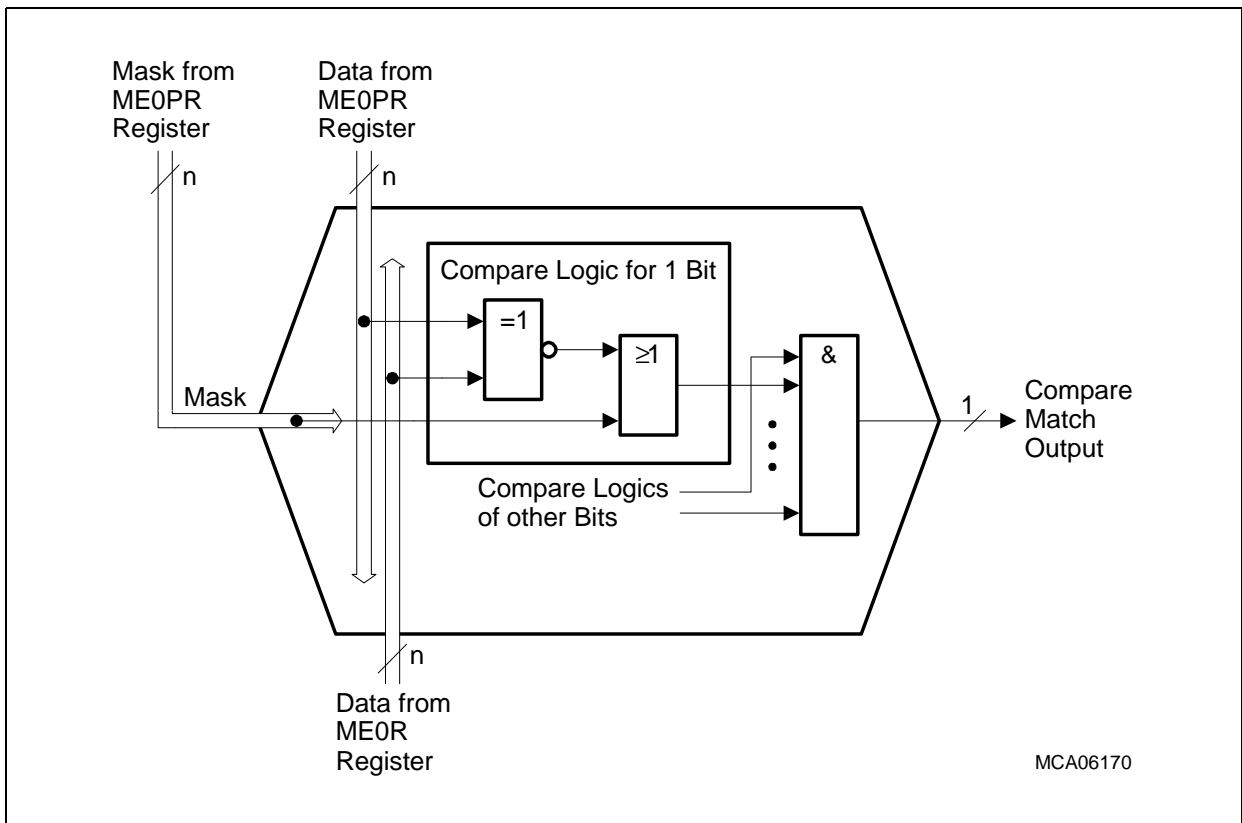 Mask from
ME0PR
Register
Data from
ME0PR
Register
n
n
Compare Logic for 1 Bit
=1
≥1
&
Mask
1
Compare
Match
Output
Compare Logics
of other Bits
n
Data from
ME0R
Register
MCA06170